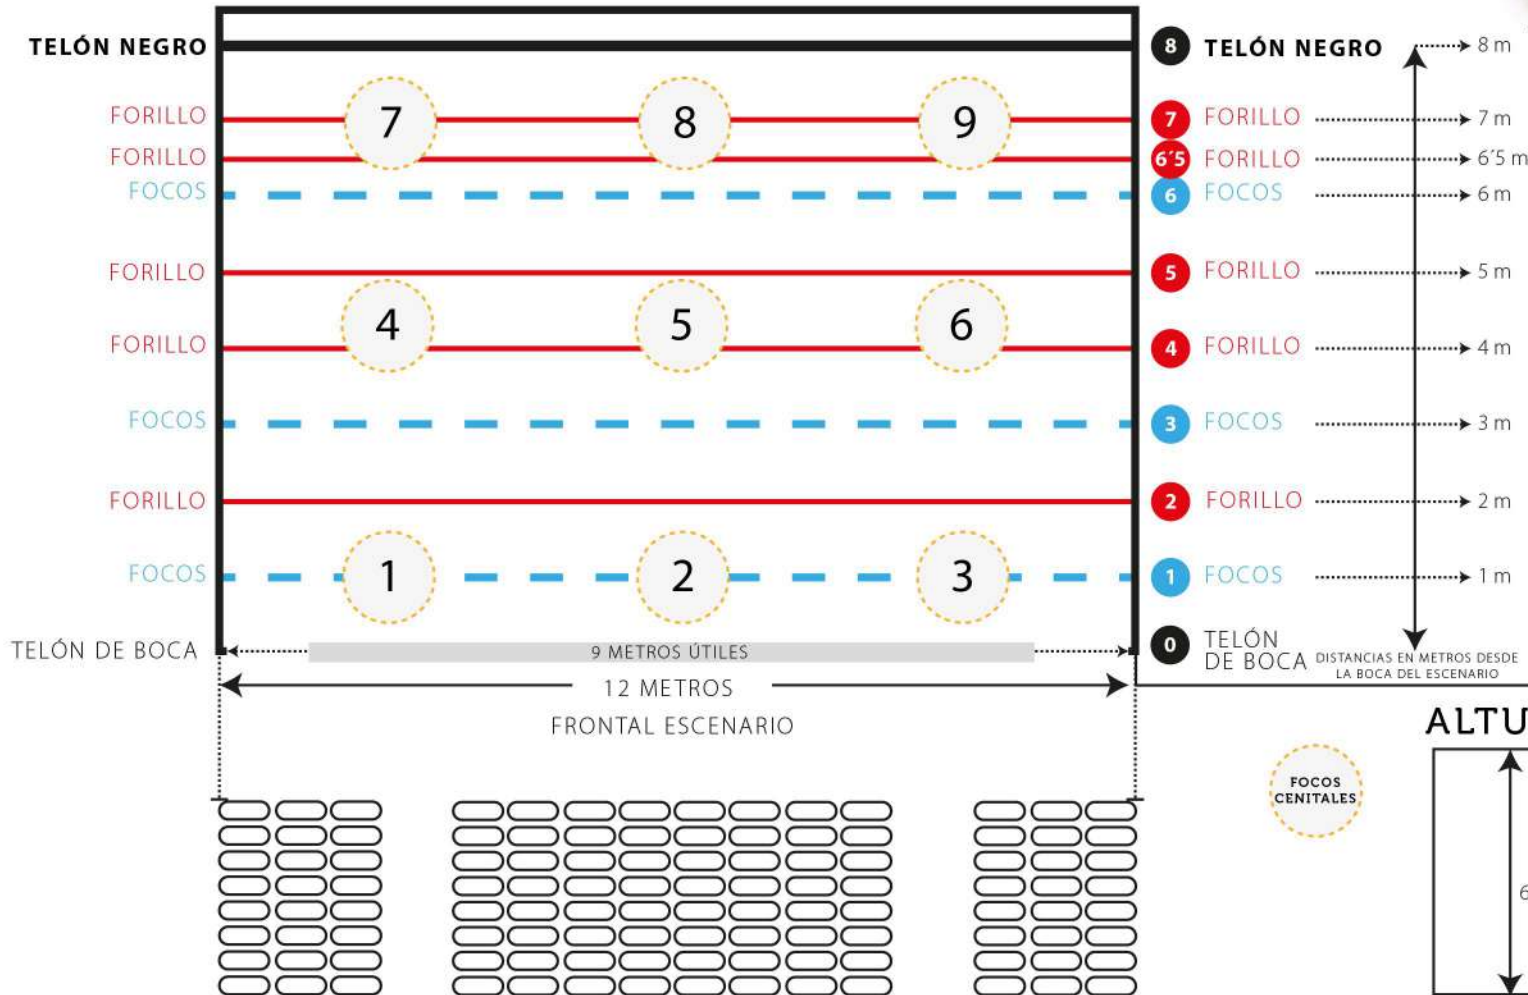 TELÓN NEGRO
8 TELÓN NEGRO 8 m
FORILLO
7 8 9
7 FORILLO 7 m
FORILLO
6´5 FORILLO 6´5 m
FOCOS
6 FOCOS 6 m
FORILLO
5 FORILLO 5 m
4 5 6
FORILLO
4 FORILLO 4 m
FOCOS
3 FOCOS 3 m
FORILLO
2 FORILLO 2 m
FOCOS
1 2 3
1 FOCOS 1 m
TELÓN DE BOCA
9 METROS ÚTILES
0 TELÓN
DE BOCA
DISTANCIAS EN METROS DESDE
LA BOCA DEL ESCENARIO
12 METROS
FRONTAL ESCENARIO
ALTU
FOCOS
CENITALES
6